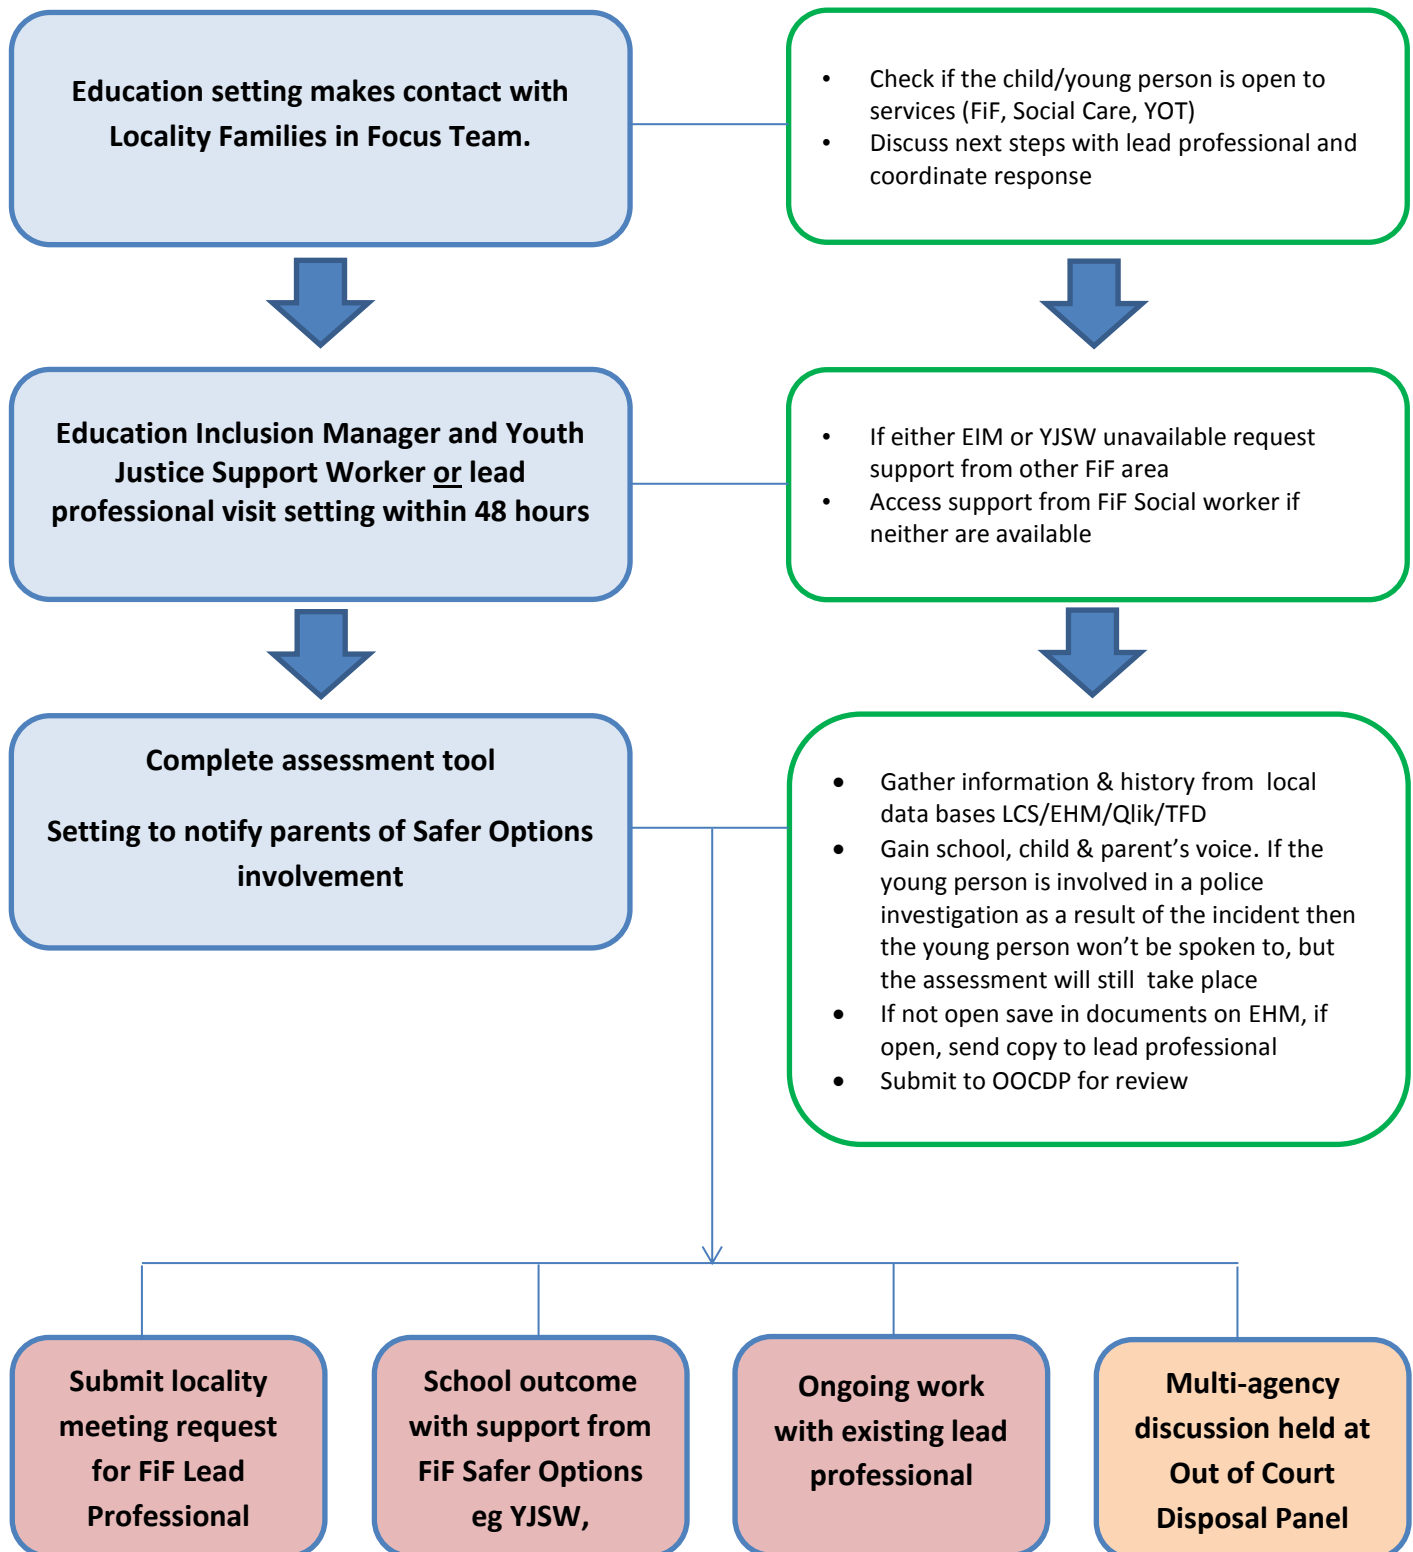 Education setting makes contact with
Locality Families in Focus Team.
• Check if the child/young person is open to
services (FiF, Social Care, YOT)
• Discuss next steps with lead professional and
coordinate response
Education Inclusion Manager and Youth
Justice Support Worker or lead
professional visit setting within 48 hours
• If either EIM or YJSW unavailable request
support from other FiF area
• Access support from FiF Social worker if
neither are available
Complete assessment tool
Setting to notify parents of Safer Options
involvement
• Gather information & history from local
data bases LCS/EHM/Qlik/TFD
• Gain school, child & parent’s voice. If the
young person is involved in a police
investigation as a result of the incident then
the young person won’t be spoken to, but
the assessment will still take place
• If not open save in documents on EHM, if
open, send copy to lead professional
• Submit to OOCDP for review
Submit locality
meeting request
for FiF Lead
Professional
School outcome
with support from
FiF Safer Options
eg YJSW,
Ongoing work
with existing lead
professional
Multi-agency
discussion held at
Out of Court
Disposal Panel